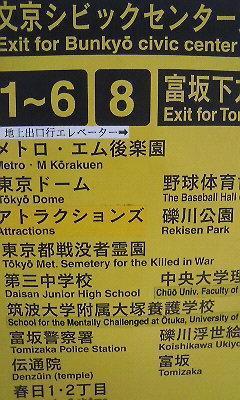 文京シビックセンター
Exit for Bunkyō civic center
1~6 8 富坂下方
Exit for Tom
地上出口行エレベーター→
メトロ・エム後楽園
Metro・M Kōrakuen
東京ドーム 野球体育
Tōkyō Dome The Baseball Hall o
アトラクションズ 礫川公園
Attractions Rekisen Park
東京都戦没者霊園
Tōkyō Met. Semetery for the Killed in War
第三中学校 中央大学理
Daisan Junior High School Chūō Univ. Faculty of
筑波大学附属大塚養護学校
School for the Mentally Challenged at Ōtuka, University of
富坂警察署 礫川浮世絵
Tomizaka Police Station Koishikawa Ukiyo
伝通院 富坂
Denzūin (temple) Tomizaka
春日1・2丁目